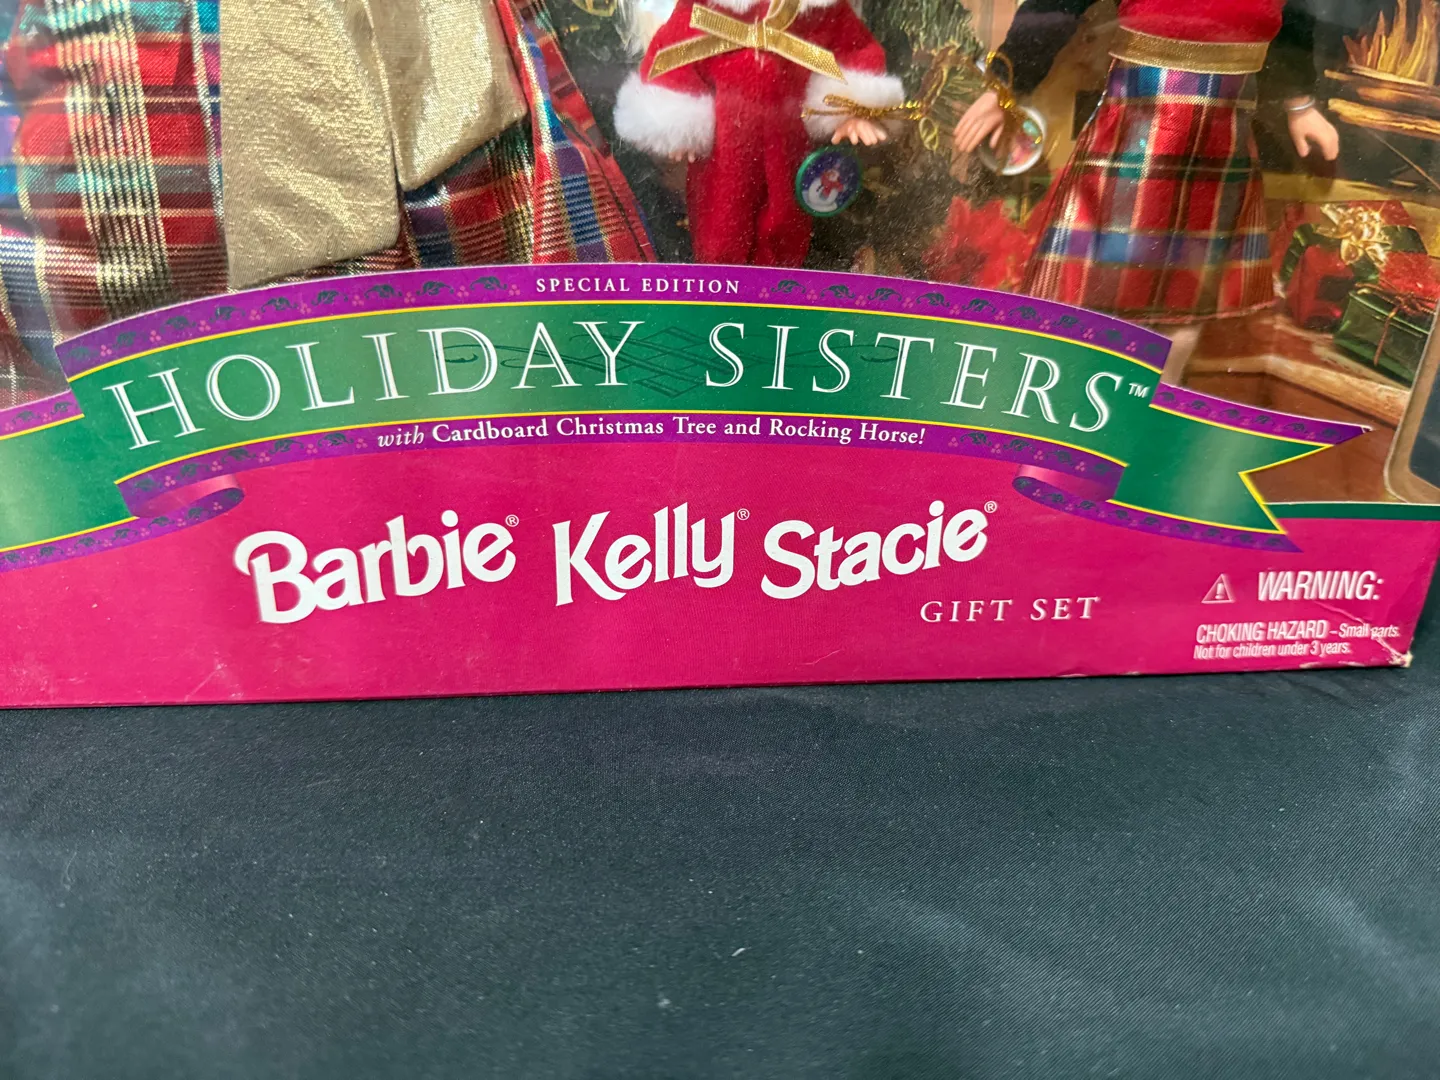 SPECIAL EDITION
HOLIDAY SISTERS™
with Cardboard Christmas Tree and Rocking Horse!
Barbie® Kelly® Stacie®
GIFT SET
⚠ WARNING:
CHOKING HAZARD – Small parts.
Not for children under 3 years.